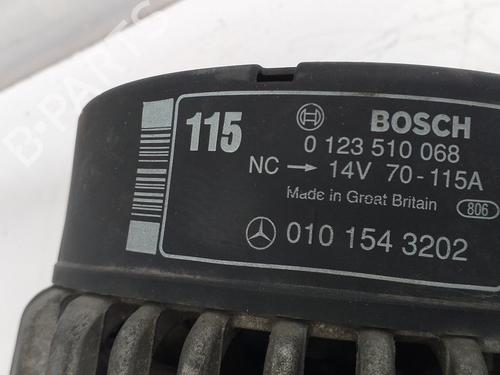 115 BOSCH
0 123 510 068
NC → 14V 70-115A
Made in Great Britain 806
010 154 3202
B-PARTS